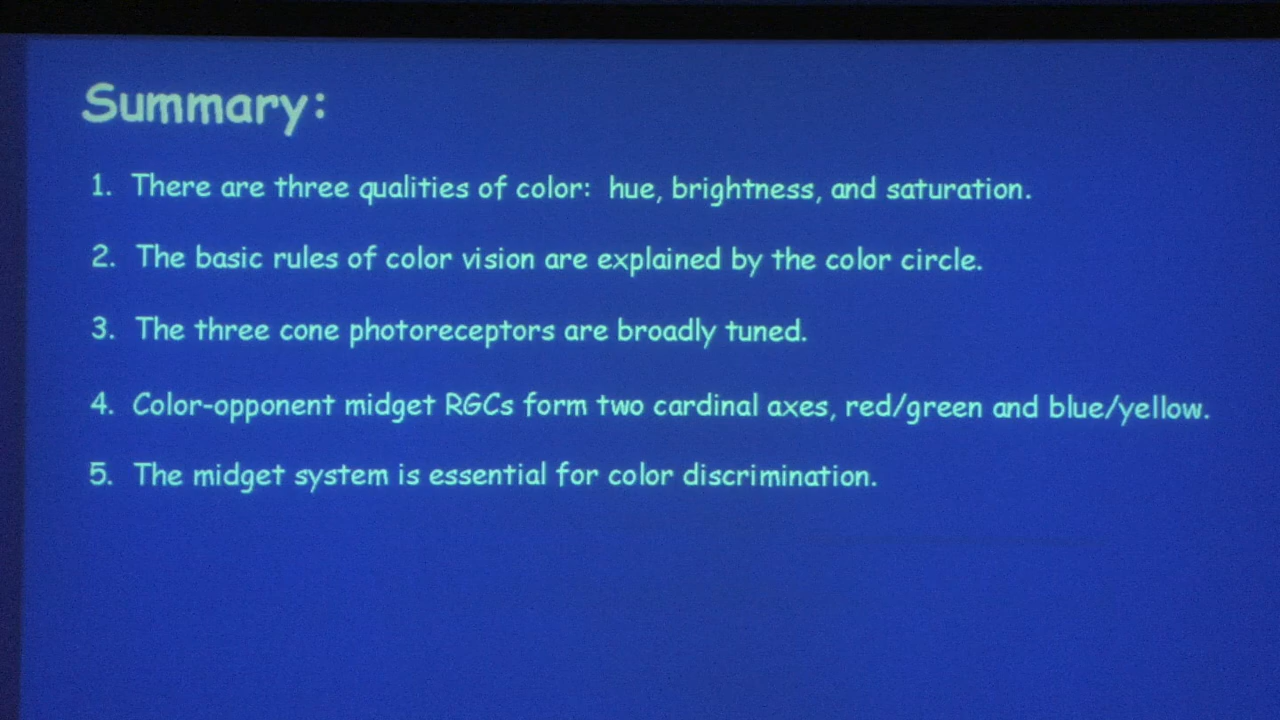 Summary:
1. There are three qualities of color: hue, brightness, and saturation.
2. The basic rules of color vision are explained by the color circle.
3. The three cone photoreceptors are broadly tuned.
4. Color-opponent midget RGCs form two cardinal axes, red/green and blue/yellow.
5. The midget system is essential for color discrimination.